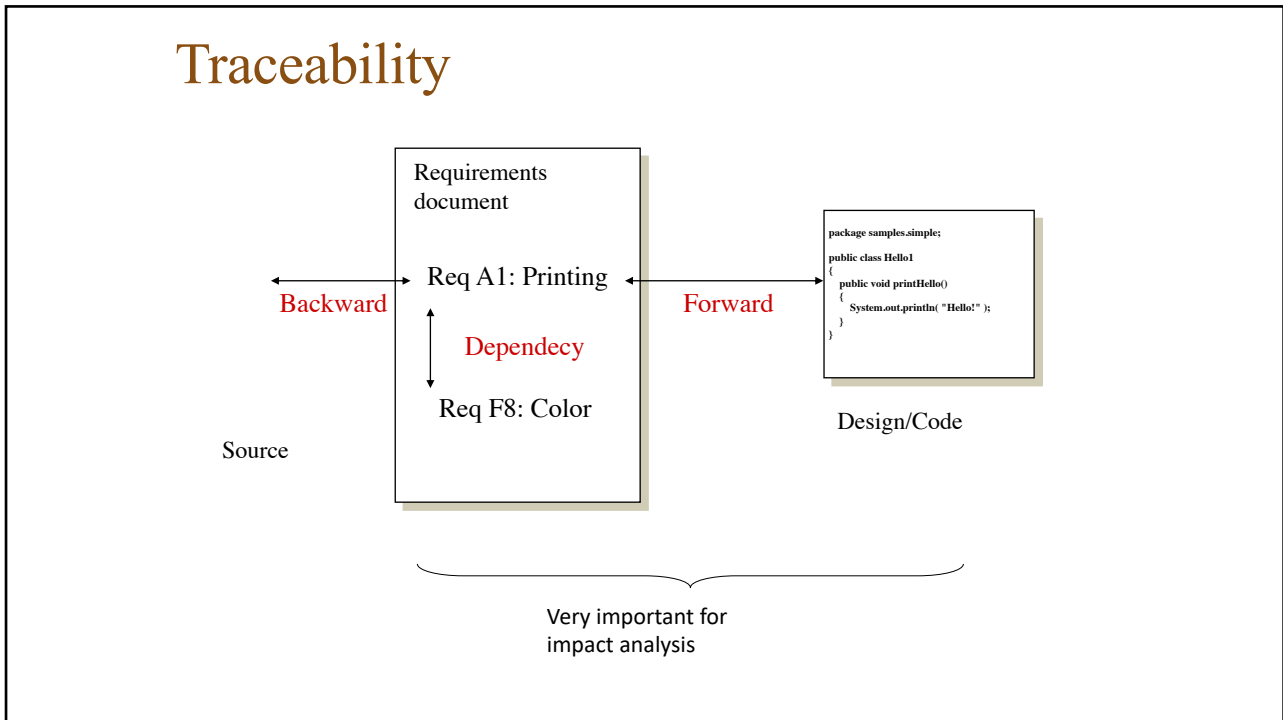 Traceability
Requirements
document
Req A1: Printing
Backward
Forward
Dependecy
Req F8: Color
Source
package samples.simple;
public class Hello1
{
public void printHello()
{
System.out.println( "Hello!" );
}
}
Design/Code
Very important for
impact analysis